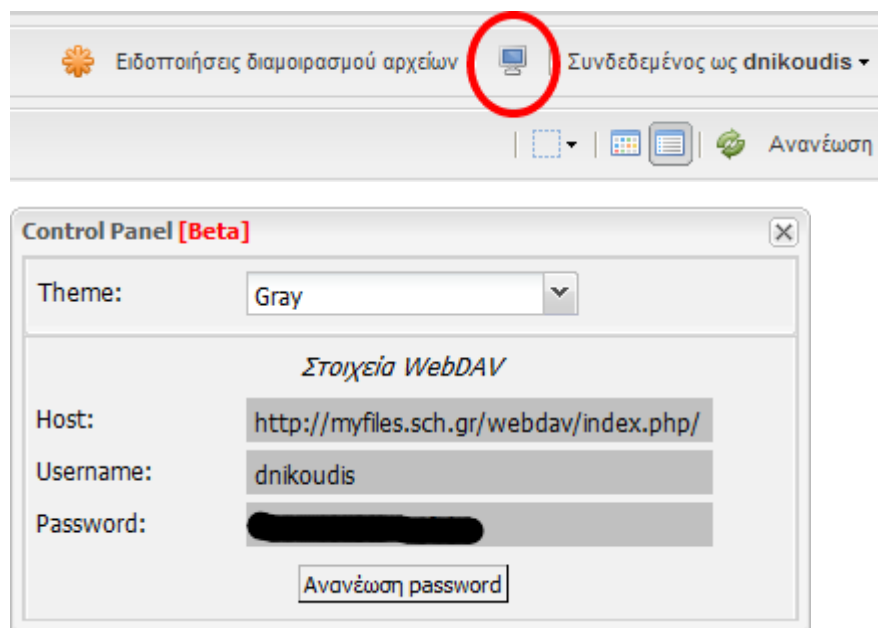 Ειδοποιήσεις διαμοιρασμού αρχείων Συνδεδεμένος ως dnikoudis
Ανανέωση
Control Panel [Beta]
Theme: Gray
Στοιχεία WebDAV
Host: http://myfiles.sch.gr/webdav/index.php/
Username: dnikoudis
Password:
Ανανέωση password